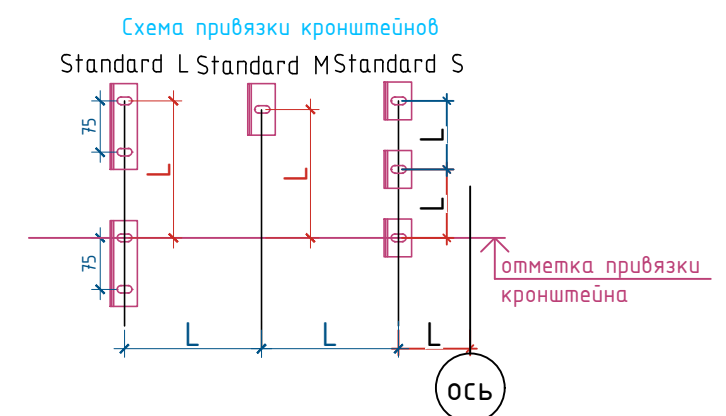 Схема привязки кронштейнов
Standard L Standard M Standard S
75
L
L
L
L
75
отметка привязки
кронштейна
L
L
L
ось